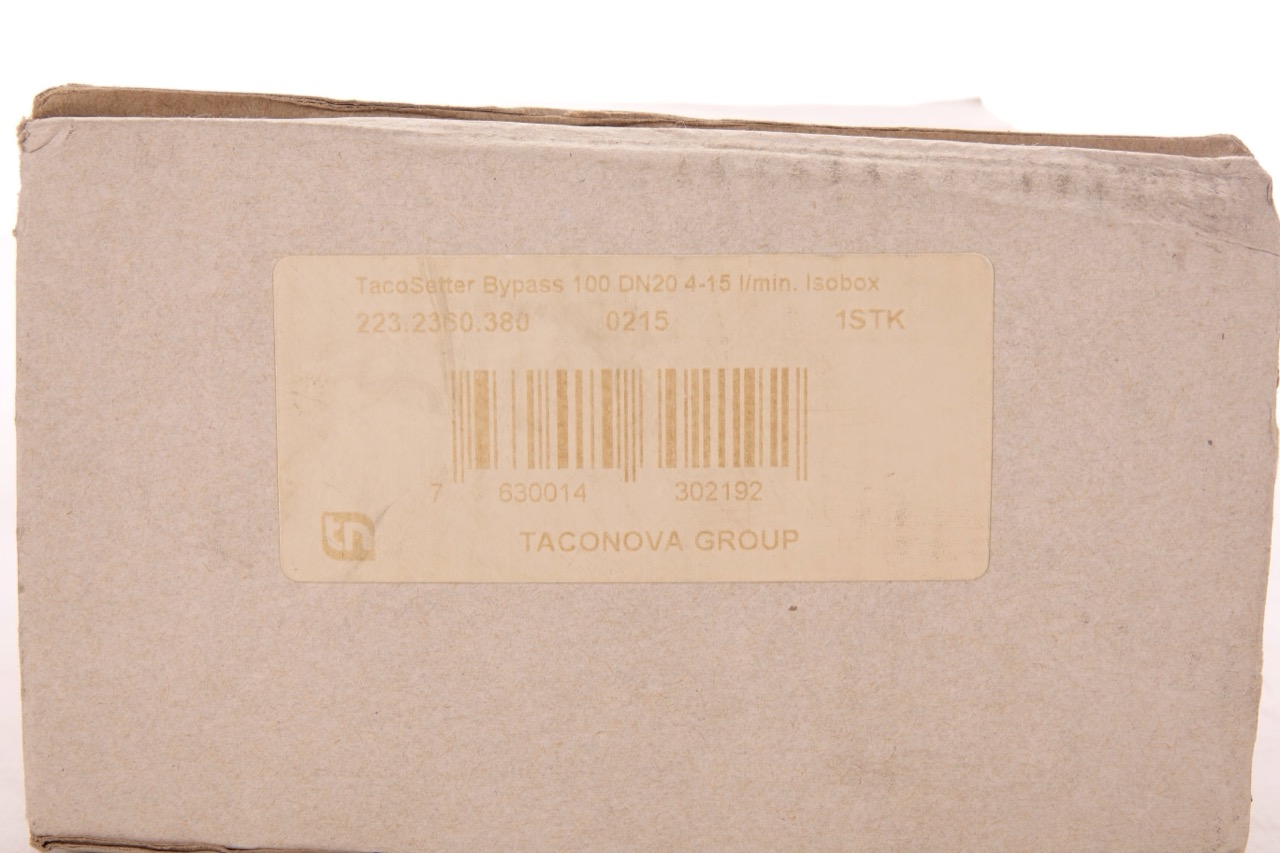 TacoSetter Bypass 100 DN20 4-15 l/min. Isobox
223.2360.380 0215 1STK
7 630014 302192
tn
TACONOVA GROUP